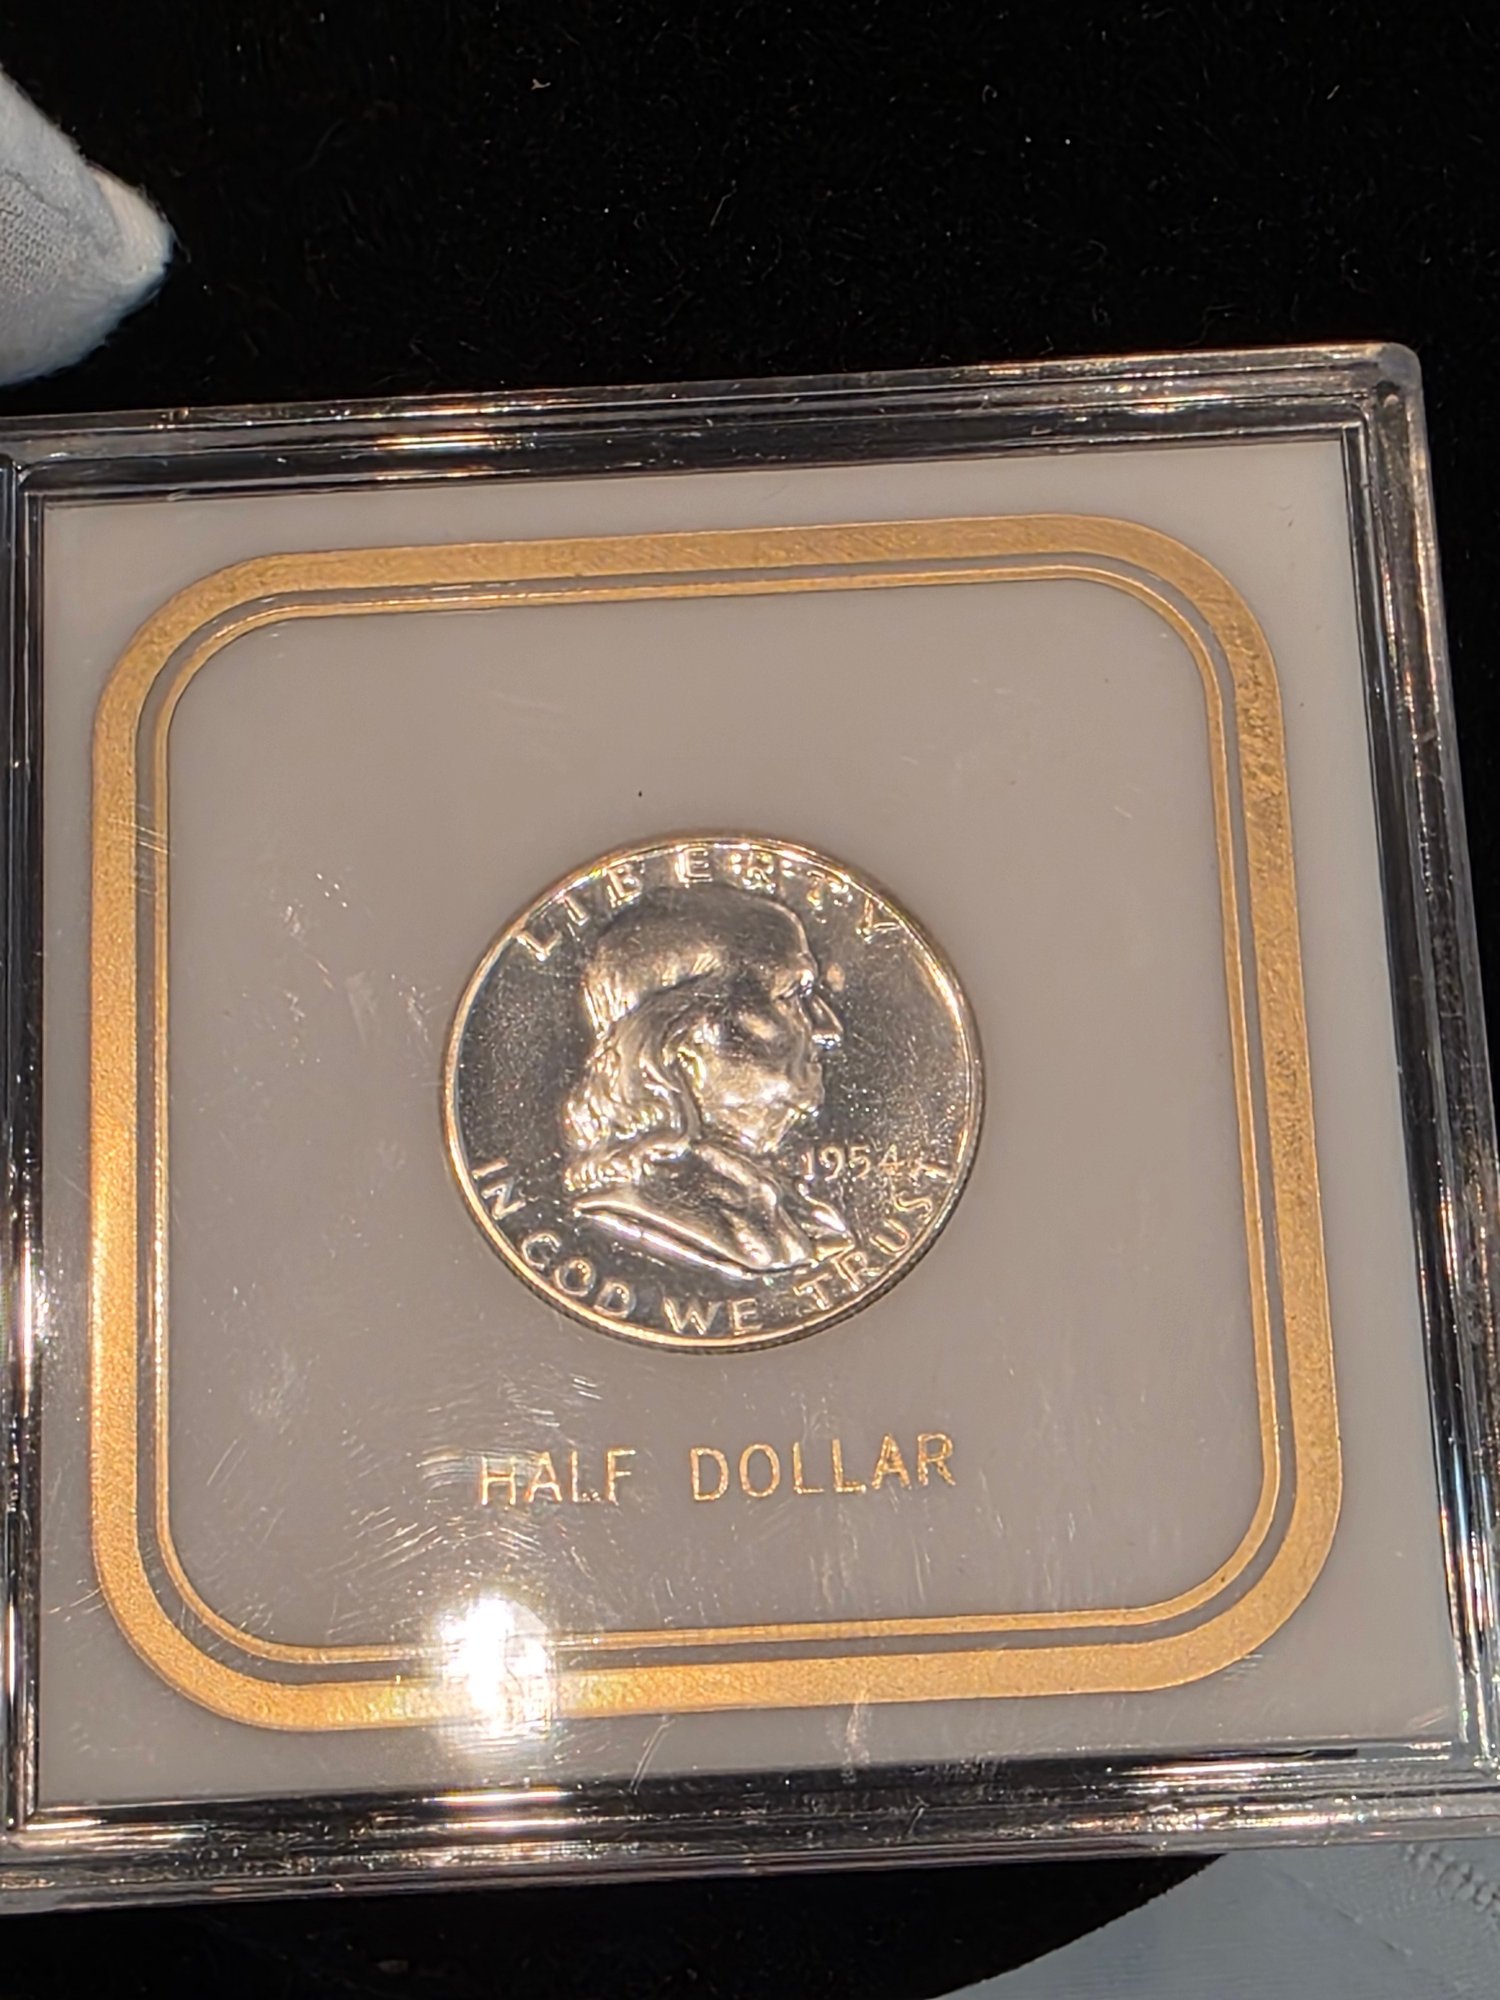 LIBERTY
1954
IN GOD WE TRUST
HALF DOLLAR